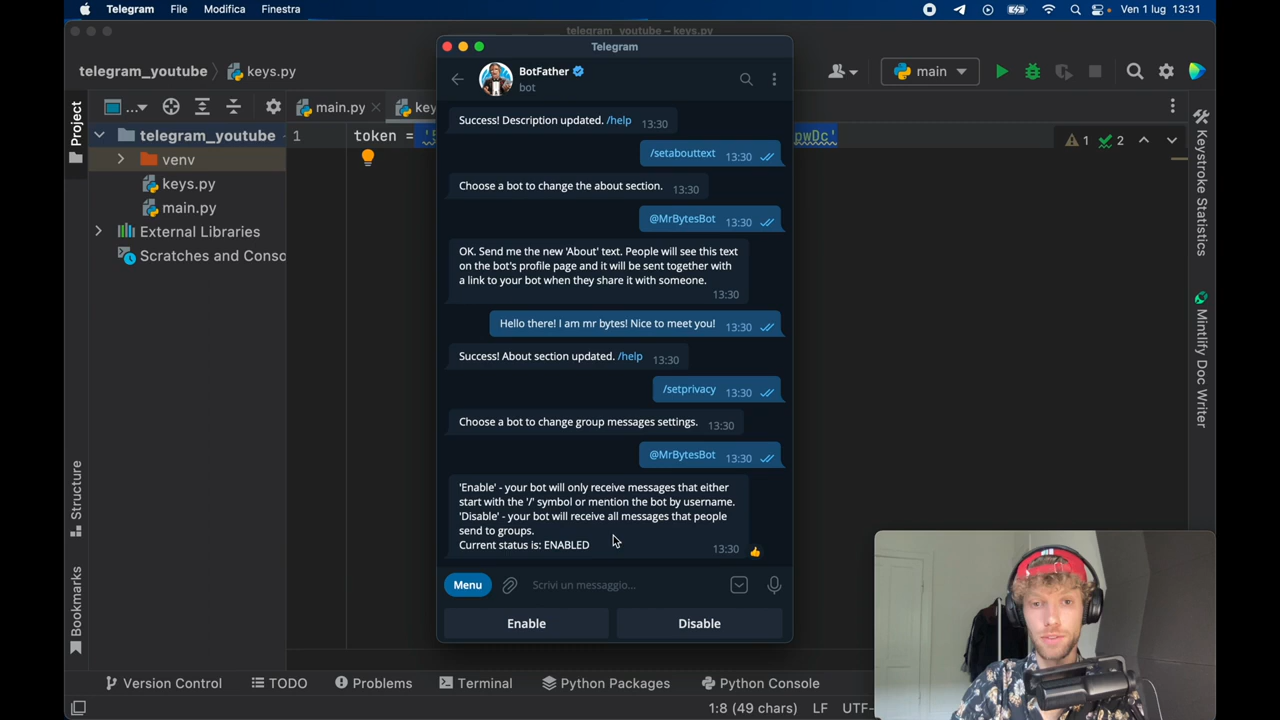 Telegram File Modifica Finestra
Ven 1 lug 13:31
telegram_youtube – keys.py
telegram_youtube
keys.py
main
Project
telegram_youtube
venv
keys.py
main.py
External Libraries
Scratches and Conso
main.py
key
1
token =
pwDc'
1 2
Telegram
BotFather
bot
Success! Description updated. /help 13:30
/setabouttext 13:30
Choose a bot to change the about section. 13:30
@MrBytesBot 13:30
OK. Send me the new 'About' text. People will see this text
on the bot's profile page and it will be sent together with
a link to your bot when they share it with someone.
13:30
Hello there! I am mr bytes! Nice to meet you! 13:30
Success! About section updated. /help 13:30
/setprivacy 13:30
Choose a bot to change group messages settings. 13:30
@MrBytesBot 13:30
'Enable' - your bot will only receive messages that either
start with the '/' symbol or mention the bot by username.
'Disable' - your bot will receive all messages that people
send to groups.
Current status is: ENABLED 13:30
Menu Scrivi un messaggio...
Enable Disable
Keystroke Statistics
Mintlify Doc Writer
Structure
Bookmarks
Version Control TODO Problems Terminal Python Packages Python Console
1:8 (49 chars) LF UTF-